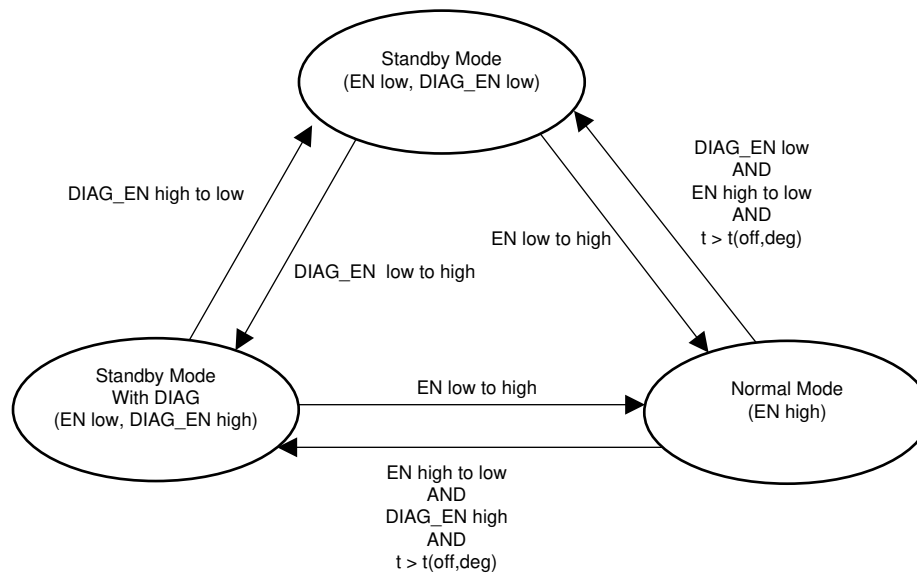 Standby Mode
(EN low, DIAG_EN low)
DIAG_EN low
AND
EN high to low
AND
t > t(off,deg)
DIAG_EN high to low
EN low to high
DIAG_EN low to high
Standby Mode
With DIAG
(EN low, DIAG_EN high)
EN low to high
Normal Mode
(EN high)
EN high to low
AND
DIAG_EN high
AND
t > t(off,deg)